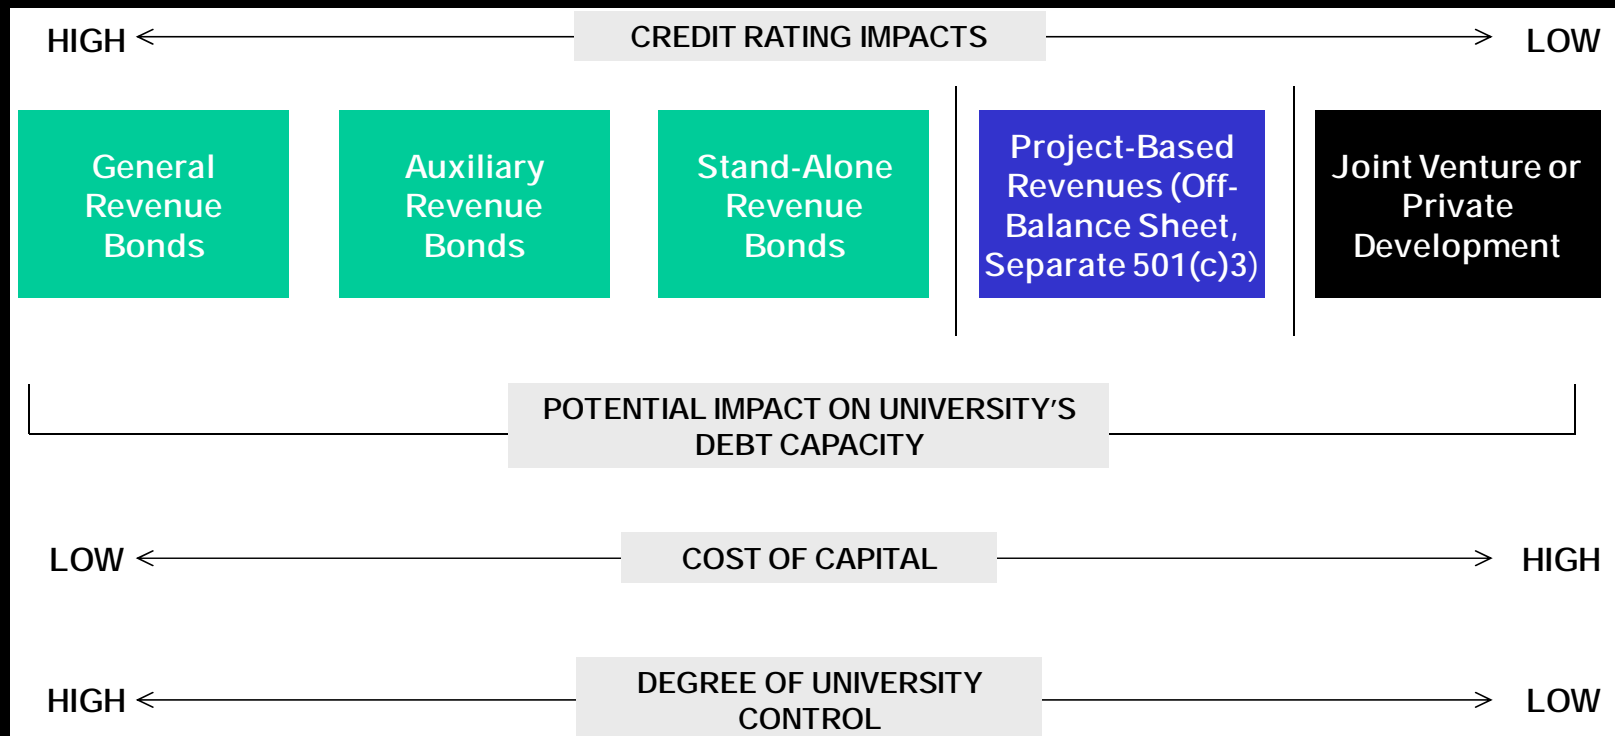 HIGH CREDIT RATING IMPACTS LOW
General
Revenue
Bonds
Auxiliary
Revenue
Bonds
Stand-Alone
Revenue
Bonds
Project-Based
Revenues (Off-
Balance Sheet,
Separate 501(c)3)
Joint Venture or
Private
Development
POTENTIAL IMPACT ON UNIVERSITY’S
DEBT CAPACITY
LOW COST OF CAPITAL HIGH
HIGH
DEGREE OF UNIVERSITY
CONTROL
LOW